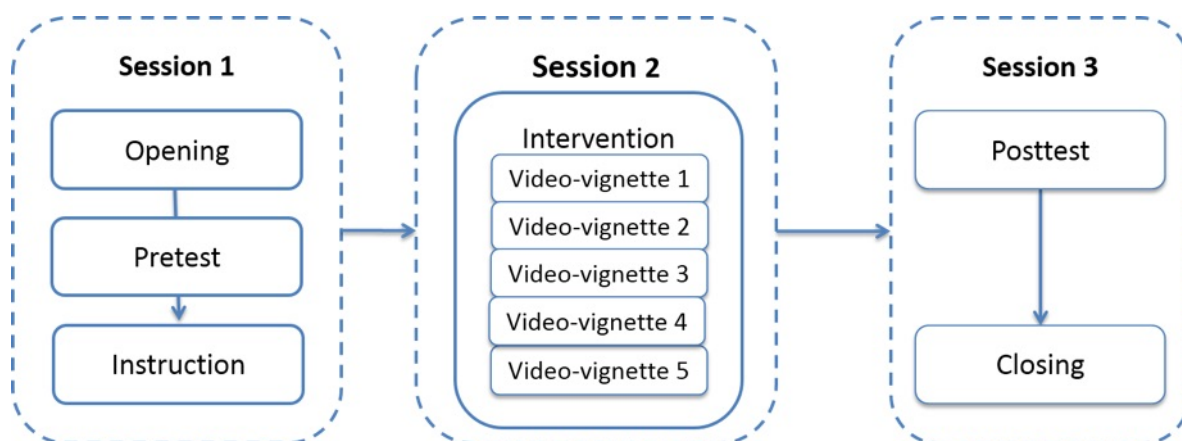 Session 1
Opening
Pretest
Instruction
Session 2
Intervention
Video-vignette 1
Video-vignette 2
Video-vignette 3
Video-vignette 4
Video-vignette 5
Session 3
Posttest
Closing